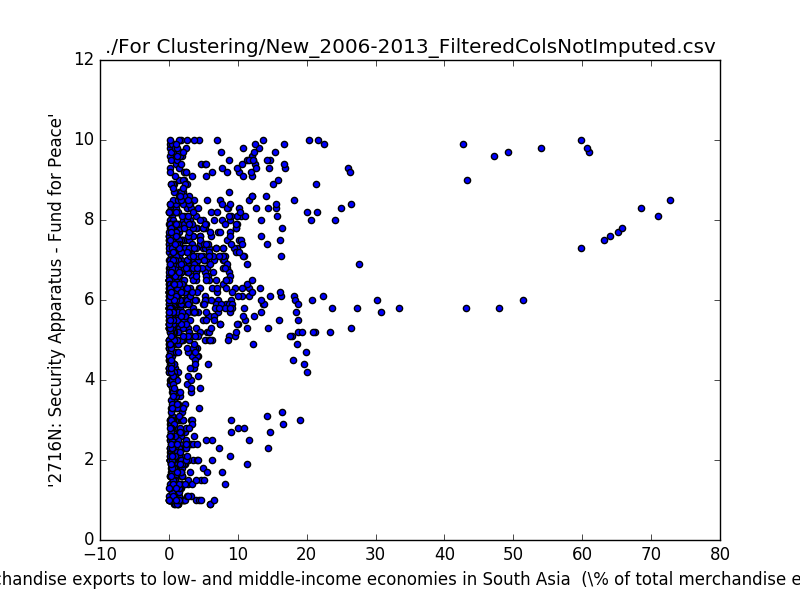 ./For Clustering/New_2006-2013_FilteredColsNotImputed.csv
12
10
8
6
4
2
0
'2716N: Security Apparatus - Fund for Peace'
−10 0 10 20 30 40 50 60 70 80
chandise exports to low- and middle-income economies in South Asia (\% of total merchandise e